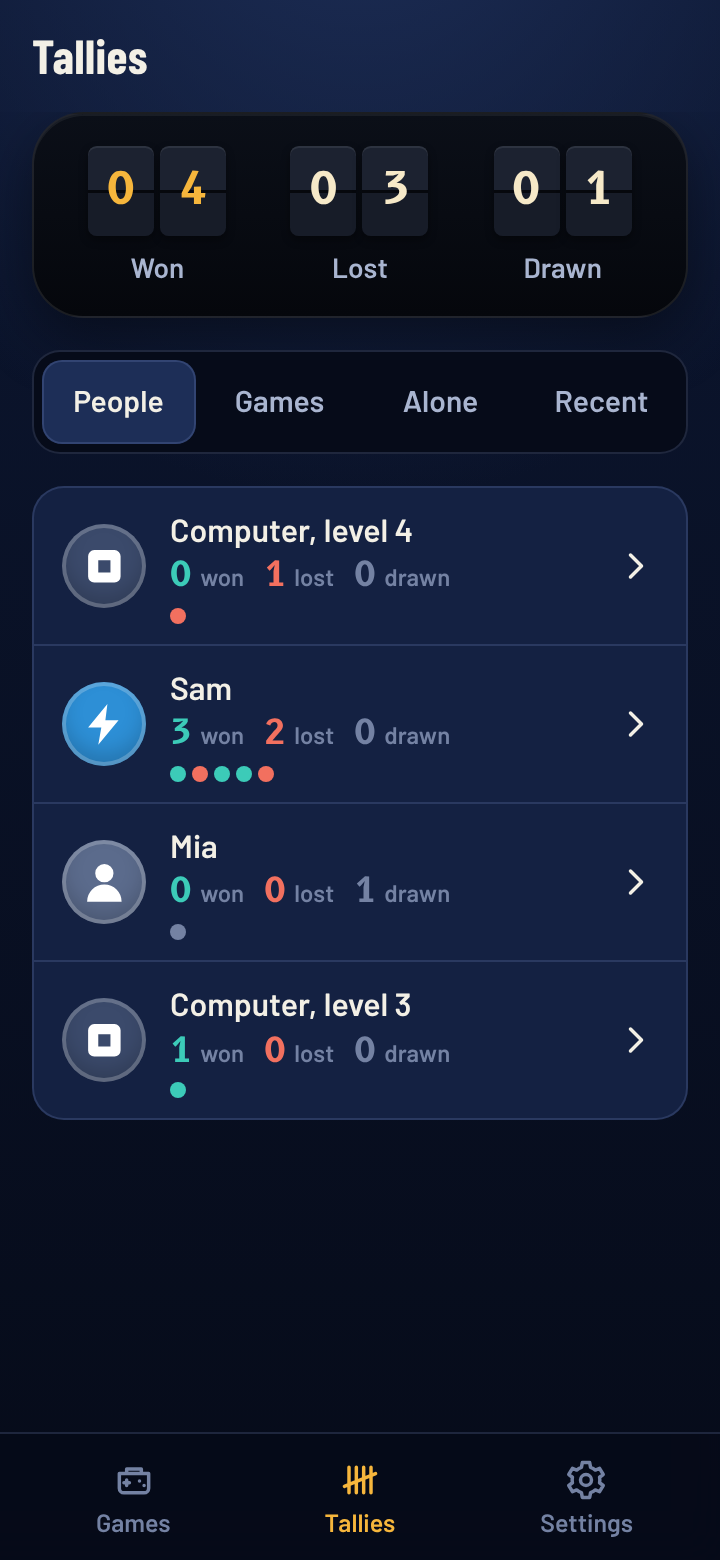 Tallies
0 4 0 3 0 1
Won Lost Drawn
People Games Alone Recent
Computer, level 4
0 won 1 lost 0 drawn
Sam
3 won 2 lost 0 drawn
Mia
0 won 0 lost 1 drawn
Computer, level 3
1 won 0 lost 0 drawn
Games Tallies Settings